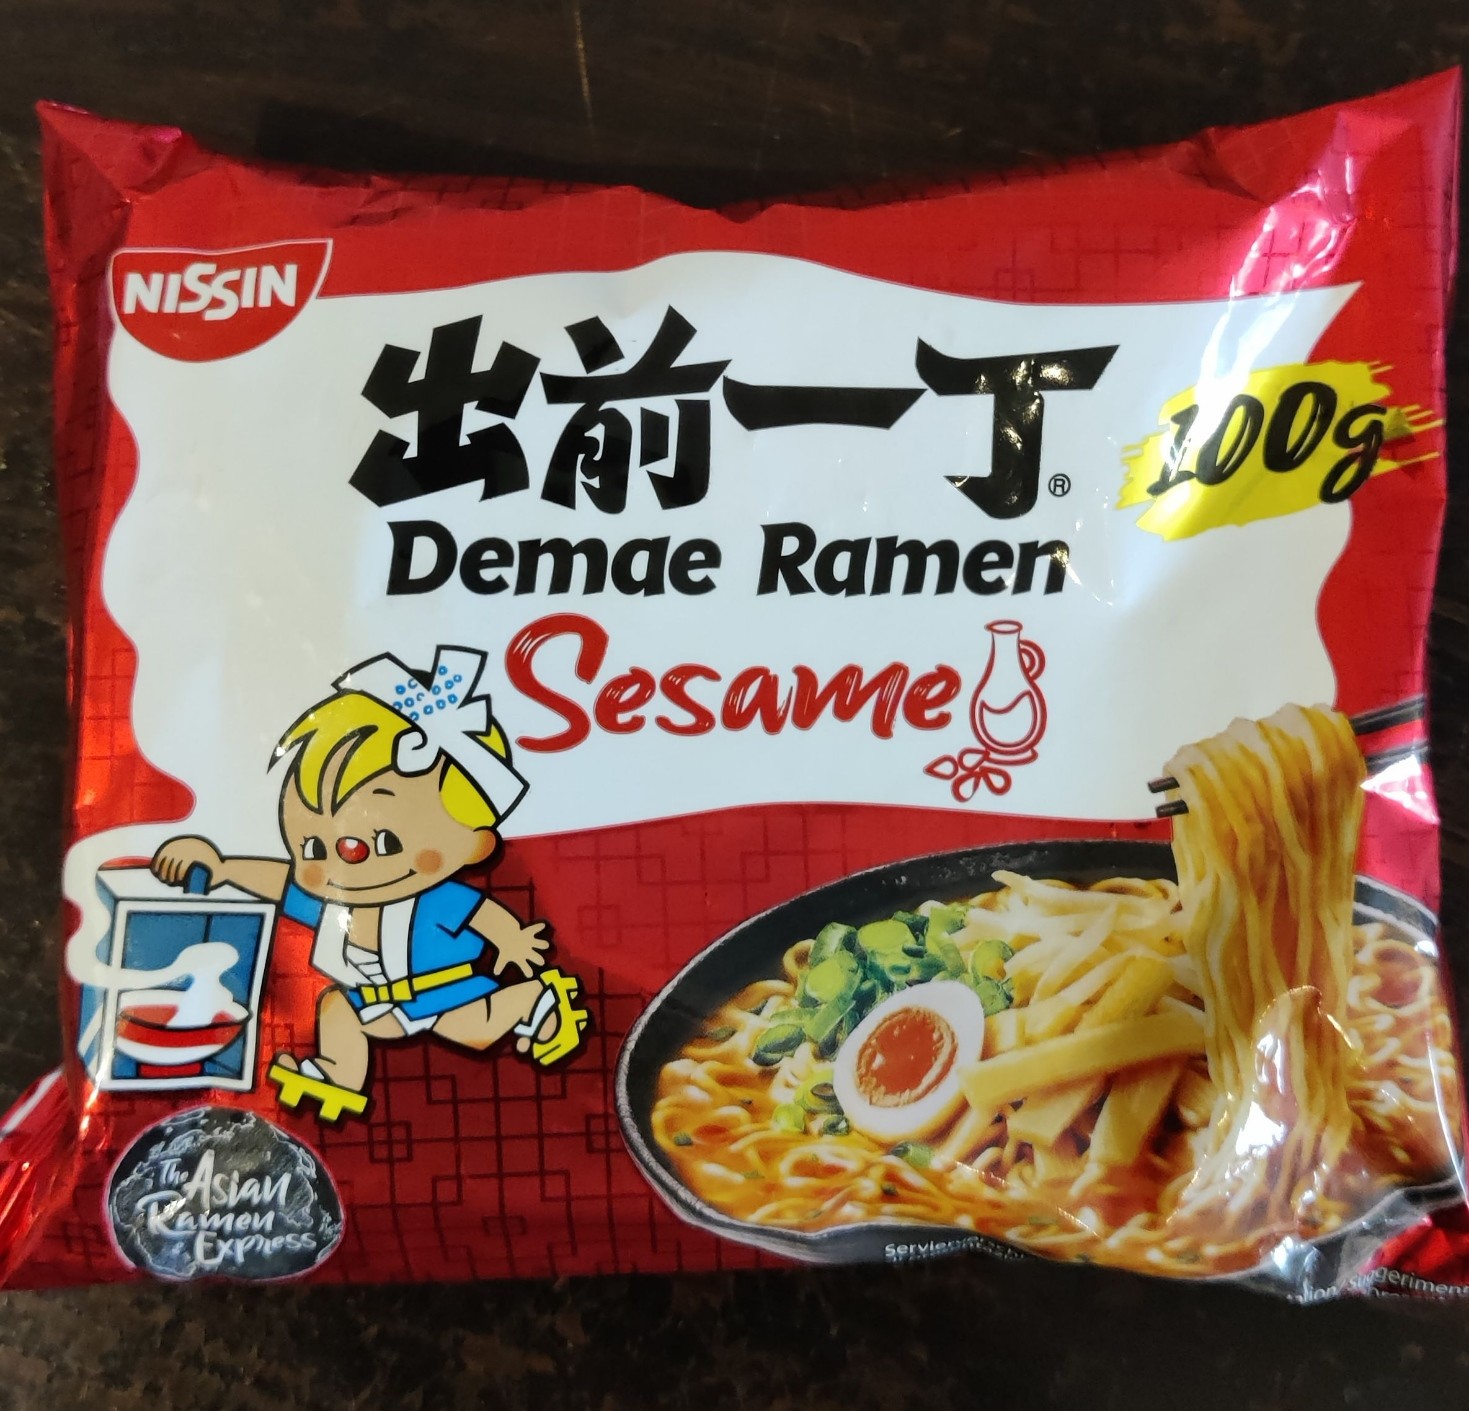 NISSIN
出前一丁®
Demae Ramen
100g
Sesame
The
Asian
Ramen
Express